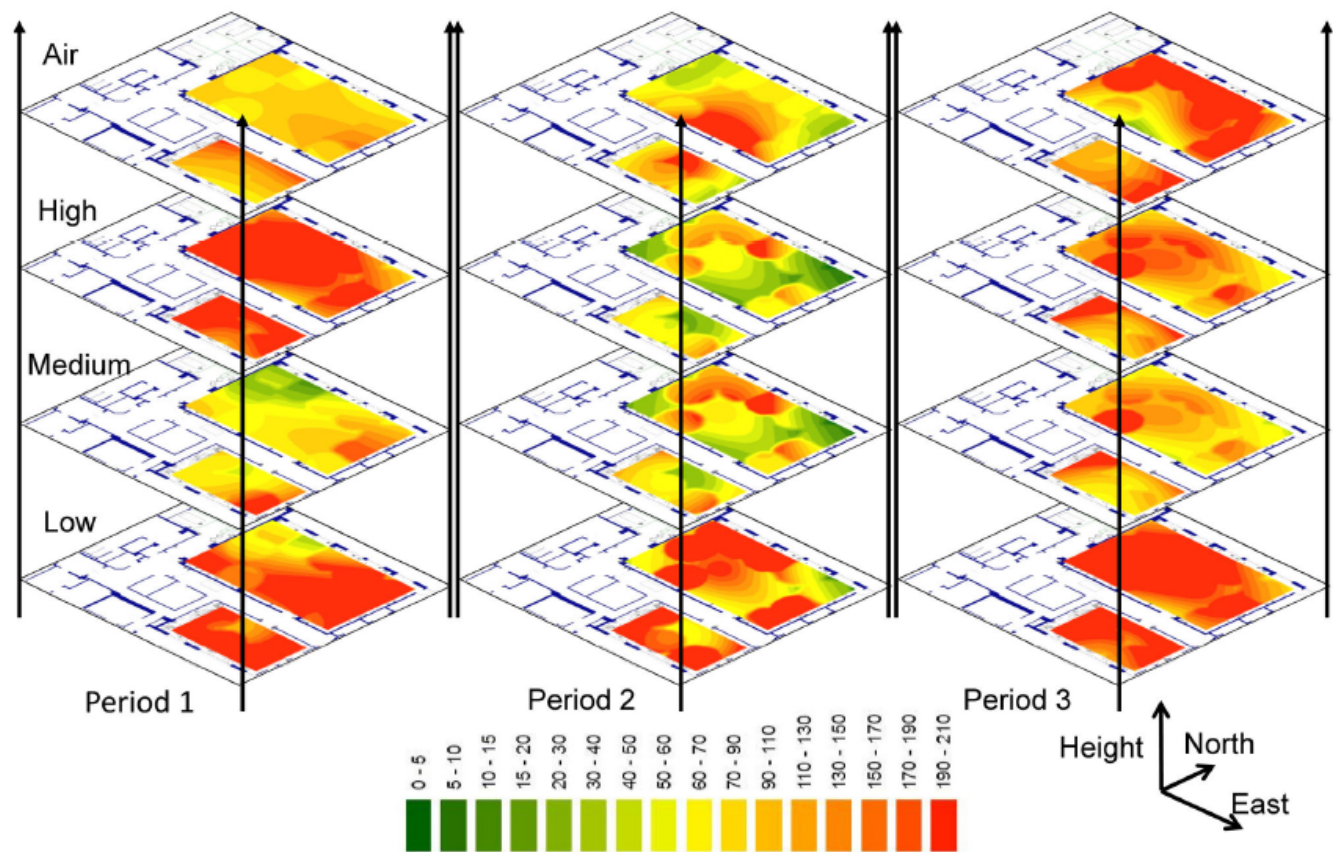 Air
High
Medium
Low
Period 1
Period 2
Period 3
0 - 5
5 - 10
10 - 15
15 - 20
20 - 30
30 - 40
40 - 50
50 - 60
60 - 70
70 - 90
90 - 110
110 - 130
130 - 150
150 - 170
170 - 190
190 - 210
Height
North
East